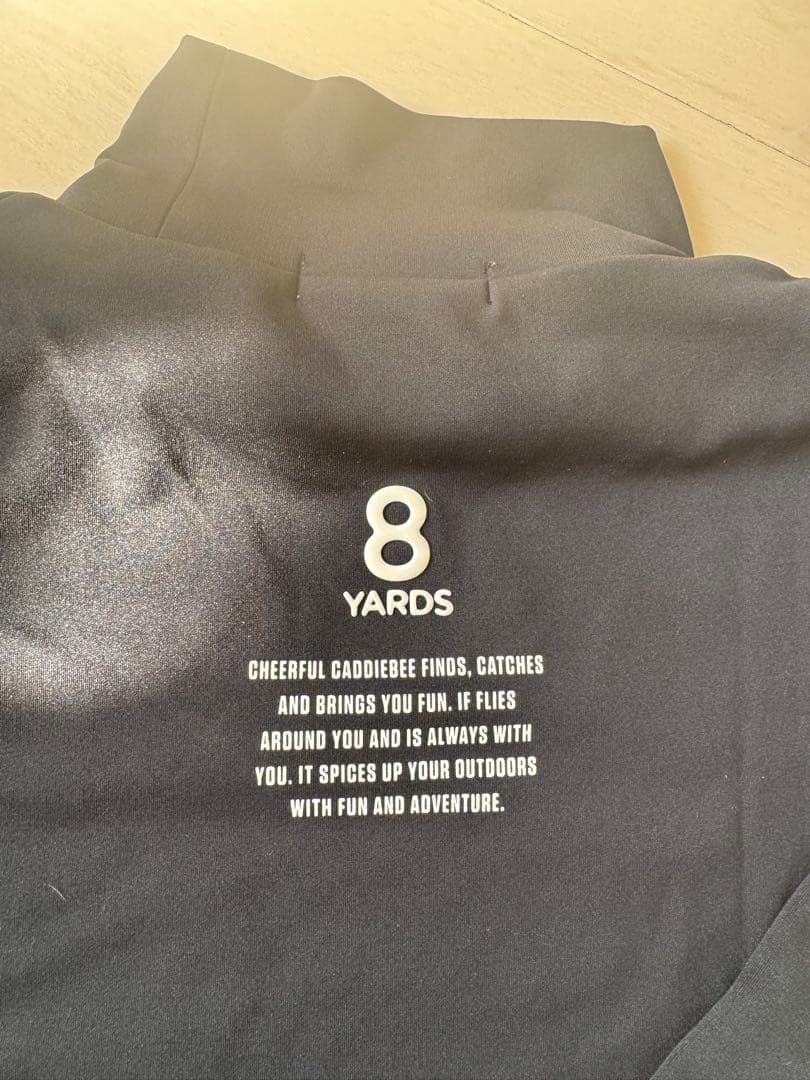 8
YARDS
CHEERFUL CADDIEBEE FINDS, CATCHES
AND BRINGS YOU FUN. IF FLIES
AROUND YOU AND IS ALWAYS WITH
YOU. IT SPICES UP YOUR OUTDOORS
WITH FUN AND ADVENTURE.